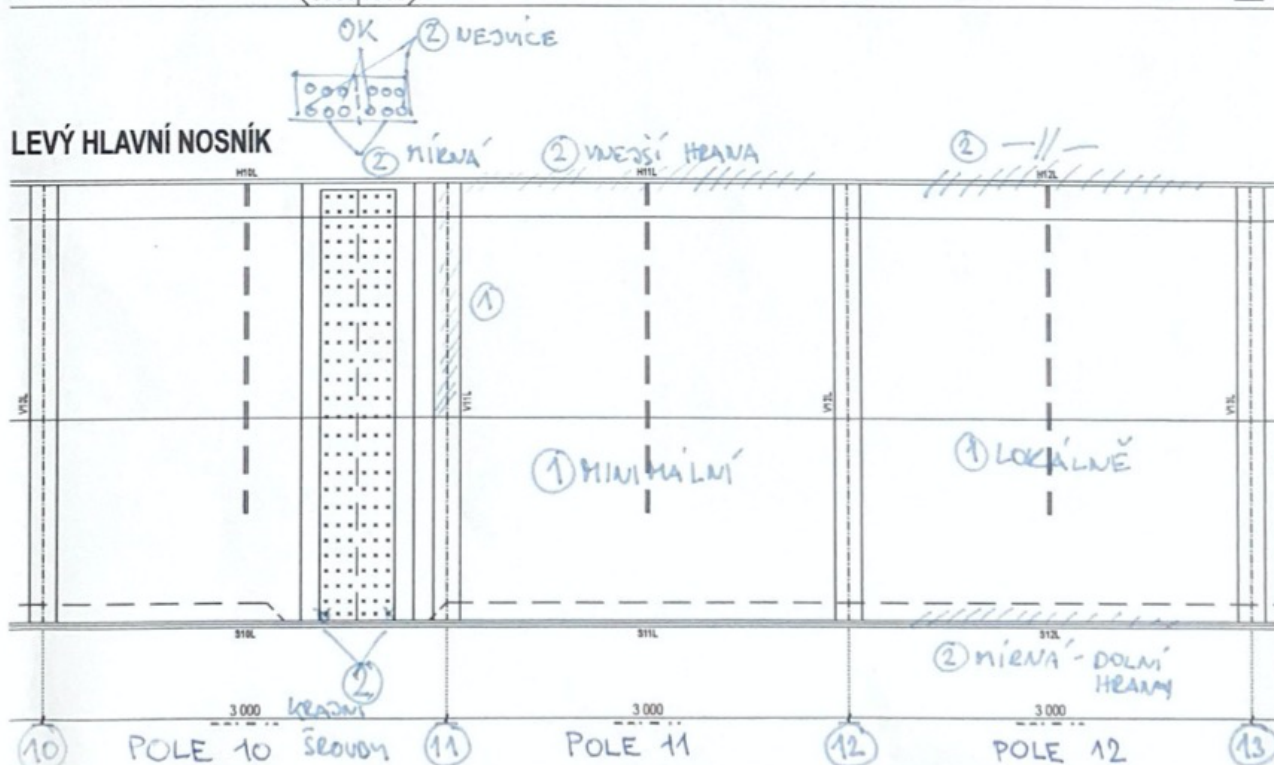 OK
② NEJVÍCE
LEVÝ HLAVNÍ NOSNÍK
② MÍRNÁ
② VNEJŠÍ HRANA
② —//—
H10L
H11L
H12L
①
V11L
V12L
V13L
① MINIMÁLNÍ
① LOKÁLNĚ
S10L
S11L
S12L
②
② MÍRNÁ - DOLNÍ
HRANY
3 000
3 000
3 000
KRAJNÍ
ŠROUBY
10
POLE 10
11
POLE 11
12
POLE 12
13